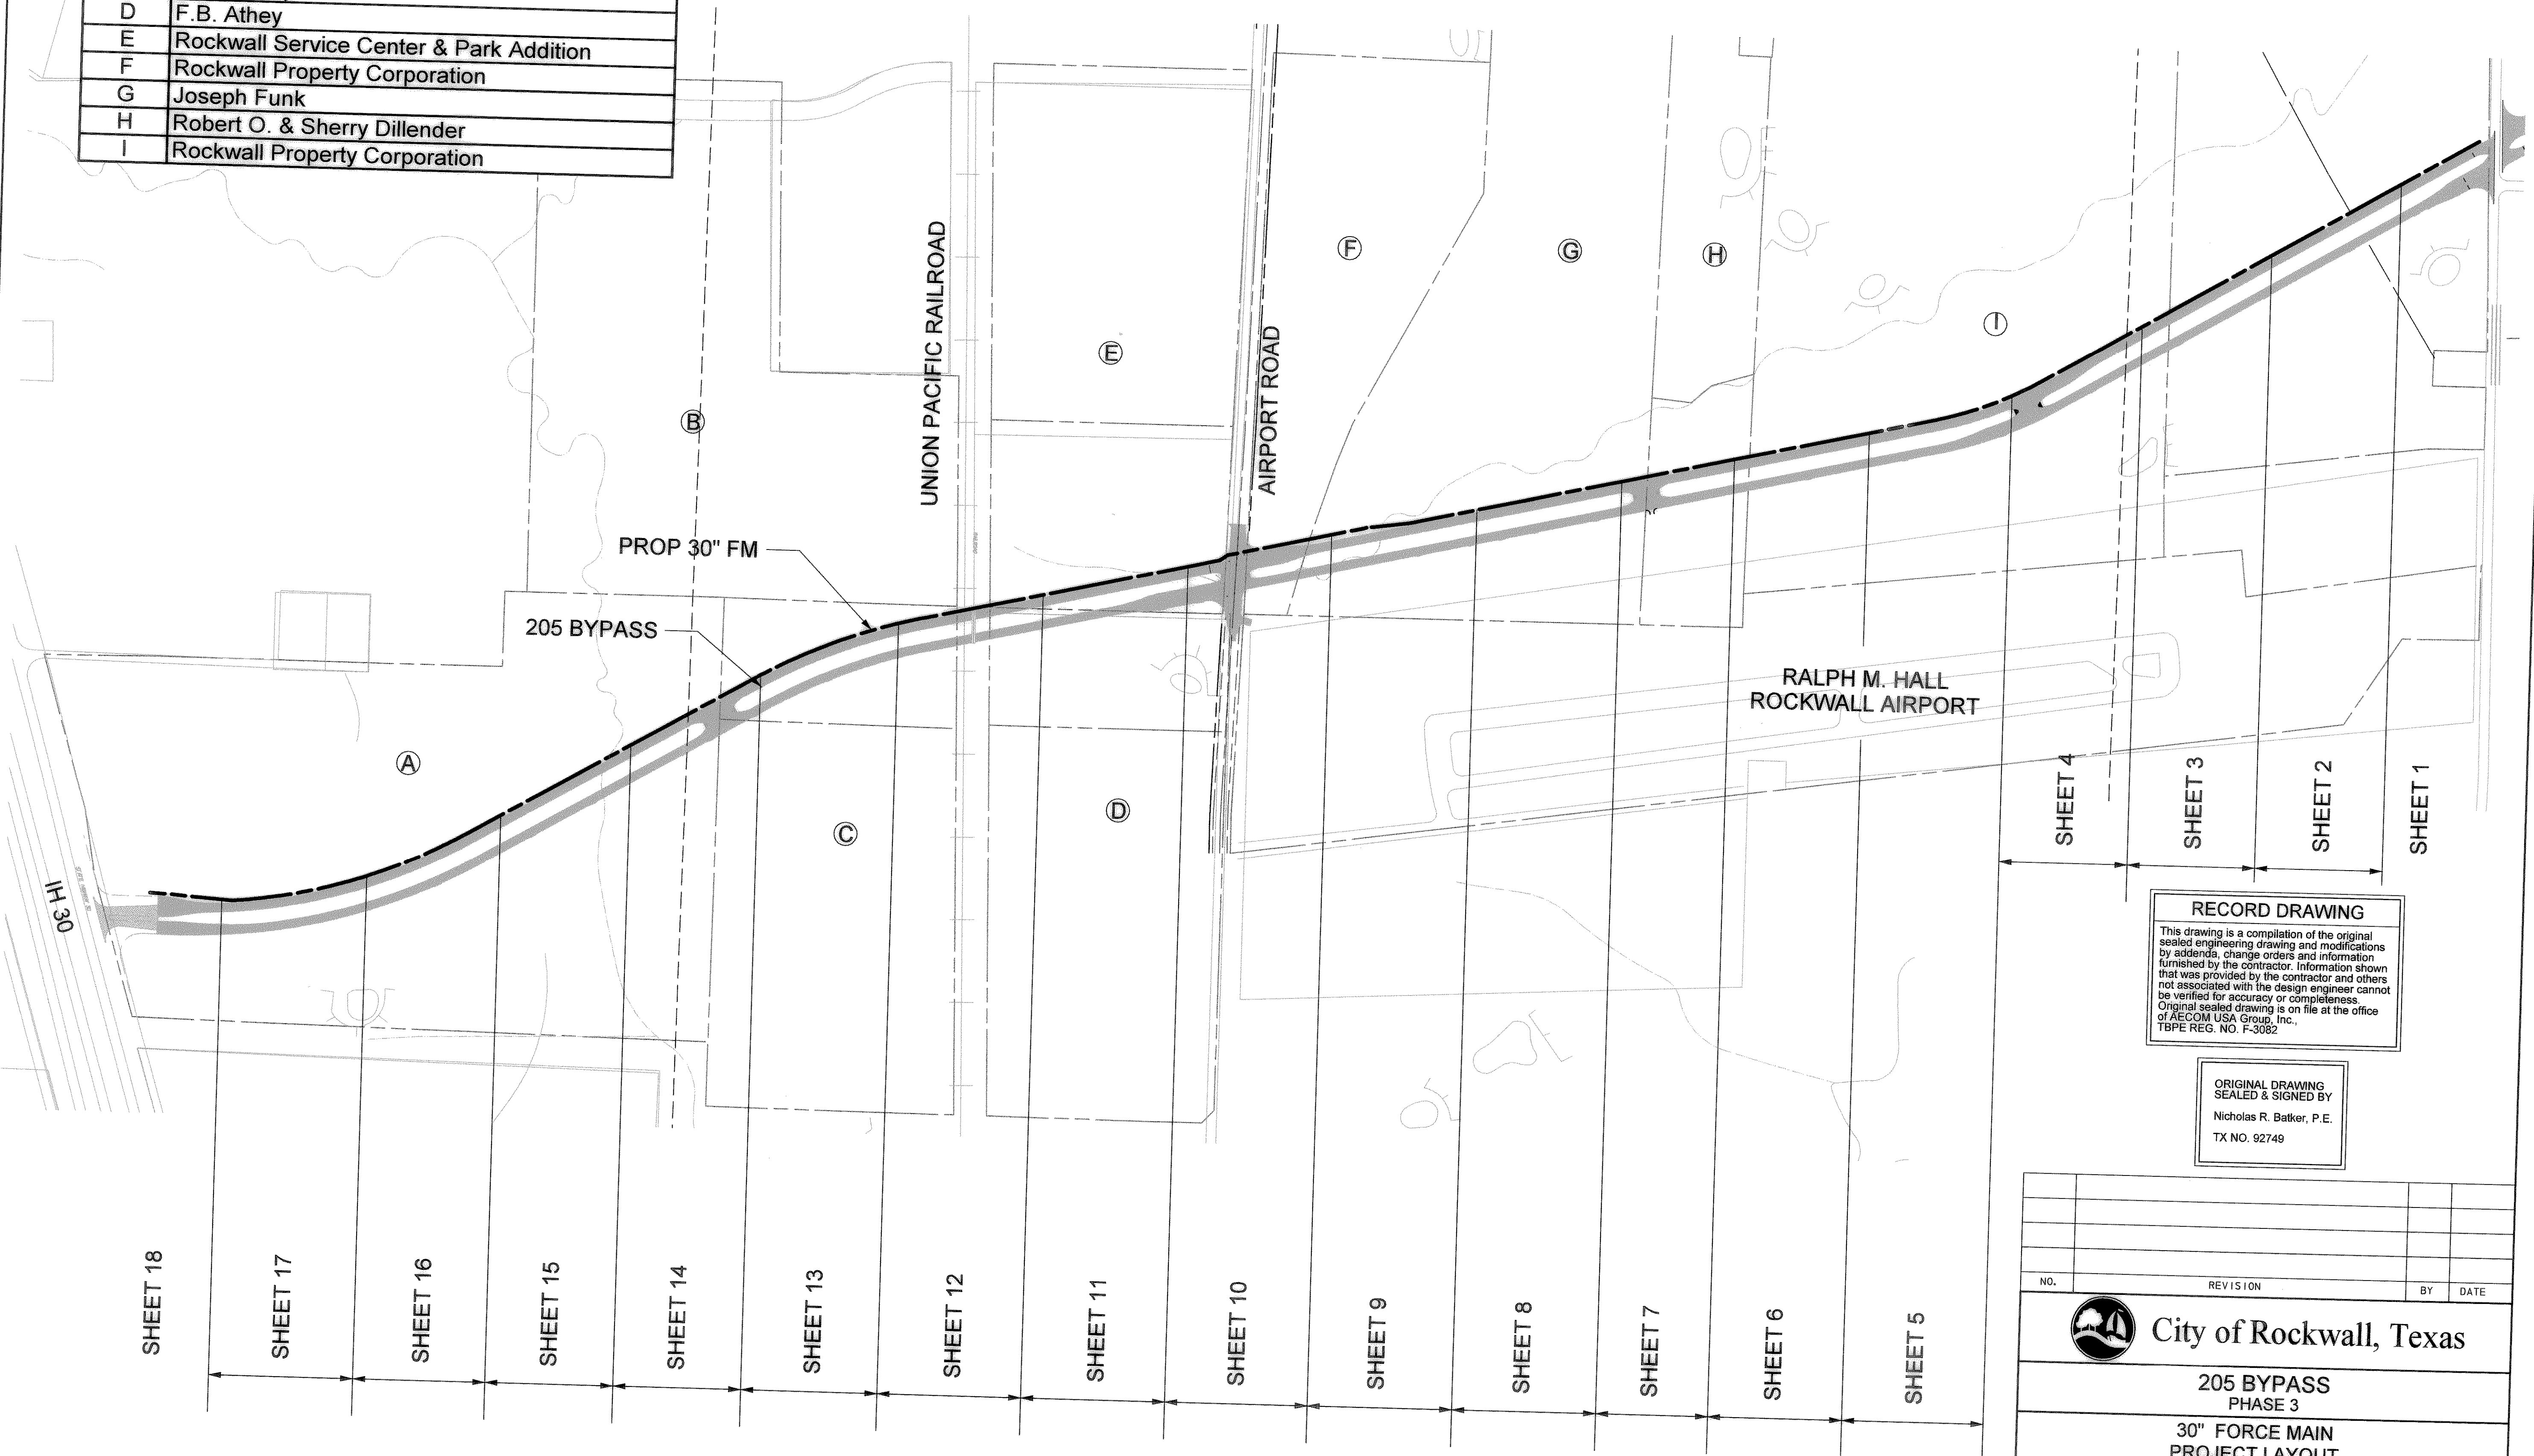 D F.B. Athey
E Rockwall Service Center & Park Addition
F Rockwall Property Corporation
G Joseph Funk
H Robert O. & Sherry Dillender
I Rockwall Property Corporation
F
G
H
I
E
B
UNION PACIFIC RAILROAD
AIRPORT ROAD
PROP 30" FM
205 BYPASS
RALPH M. HALL
ROCKWALL AIRPORT
A
C
D
IH 30
SHEET 4
SHEET 3
SHEET 2
SHEET 1
RECORD DRAWING
This drawing is a compilation of the original
sealed engineering drawing and modifications
by addenda, change orders and information
furnished by the contractor. Information shown
that was provided by the contractor and others
not associated with the design engineer cannot
be verified for accuracy or completeness.
Original sealed drawing is on file at the office
of AECOM USA Group, Inc.,
TBPE REG. NO. F-3082
ORIGINAL DRAWING
SEALED & SIGNED BY
Nicholas R. Batker, P.E.
TX NO. 92749
SHEET 18
SHEET 17
SHEET 16
SHEET 15
SHEET 14
SHEET 13
SHEET 12
SHEET 11
SHEET 10
SHEET 9
SHEET 8
SHEET 7
SHEET 6
SHEET 5
NO. REVISION BY DATE
City of Rockwall, Texas
205 BYPASS
PHASE 3
30" FORCE MAIN
PROJECT LAYOUT